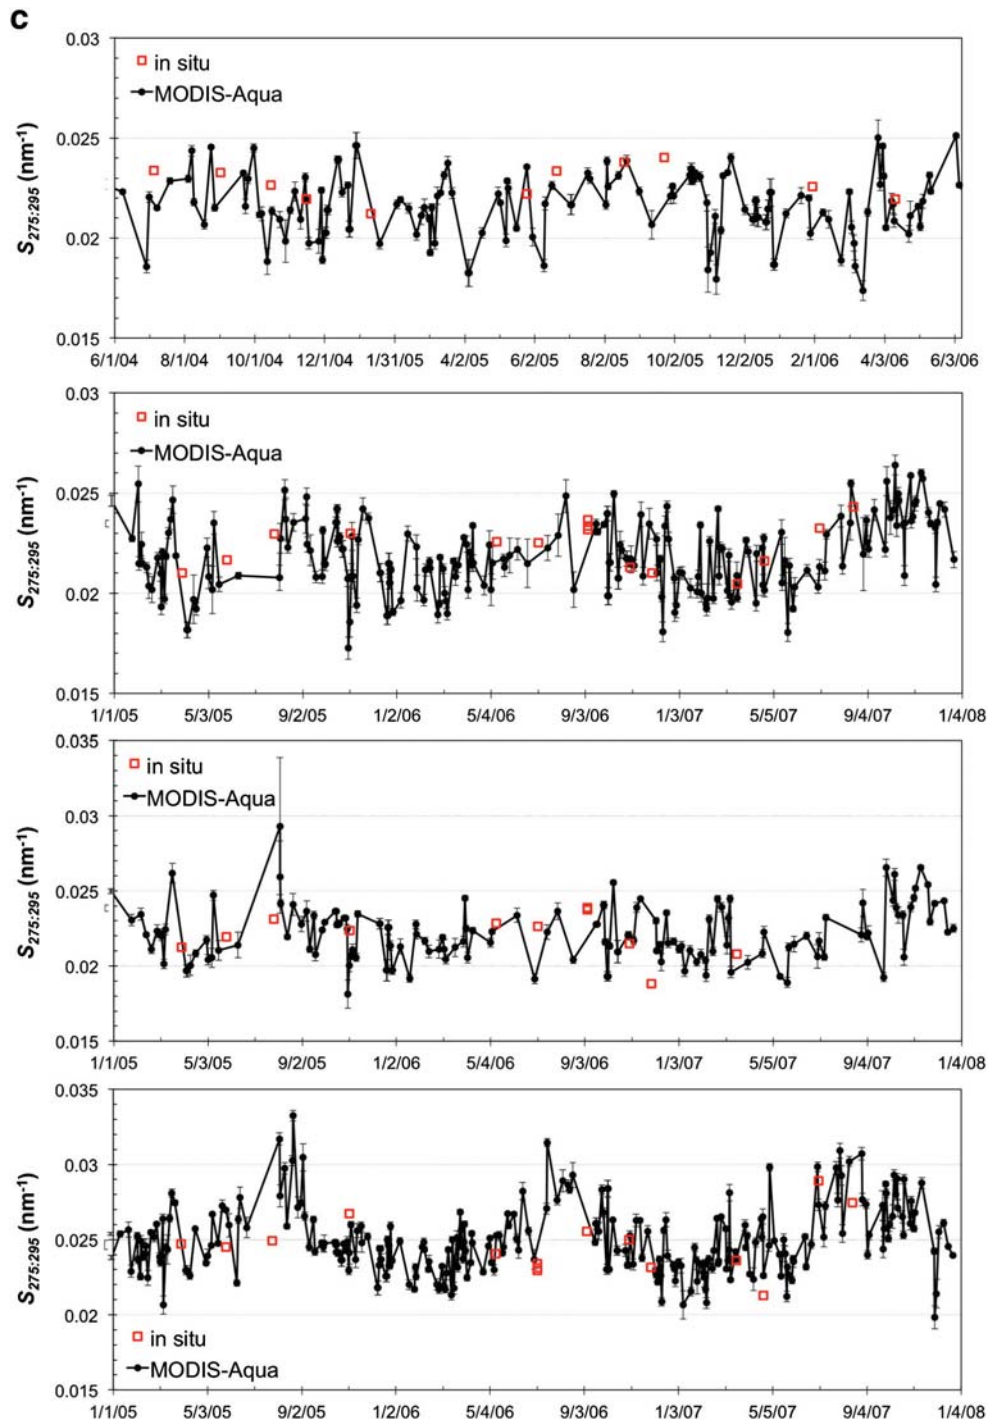 c
0.03
in situ
MODIS-Aqua
0.025
S275:295 (nm-1)
0.02
0.015
6/1/04 8/1/04 10/1/04 12/1/04 1/31/05 4/2/05 6/2/05 8/2/05 10/2/05 12/2/05 2/1/06 4/3/06 6/3/06
0.03
in situ
MODIS-Aqua
0.025
S275:295 (nm-1)
0.02
0.015
1/1/05 5/3/05 9/2/05 1/2/06 5/4/06 9/3/06 1/3/07 5/5/07 9/4/07 1/4/08
0.035
in situ
MODIS-Aqua
0.03
0.025
S275:295 (nm-1)
0.02
0.015
1/1/05 5/3/05 9/2/05 1/2/06 5/4/06 9/3/06 1/3/07 5/5/07 9/4/07 1/4/08
0.035
0.03
0.025
S275:295 (nm-1)
0.02
in situ
MODIS-Aqua
0.015
1/1/05 5/3/05 9/2/05 1/2/06 5/4/06 9/3/06 1/3/07 5/5/07 9/4/07 1/4/08